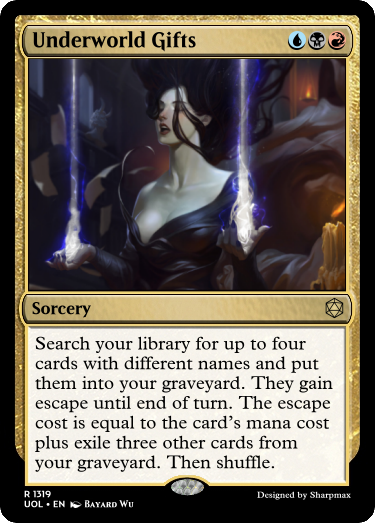 Underworld Gifts
Sorcery
Search your library for up to four
cards with different names and put
them into your graveyard. They gain
escape until end of turn. The escape
cost is equal to the card's mana cost
plus exile three other cards from
your graveyard. Then shuffle.
R 1319
UOL • EN Bayard Wu
Designed by Sharpmax